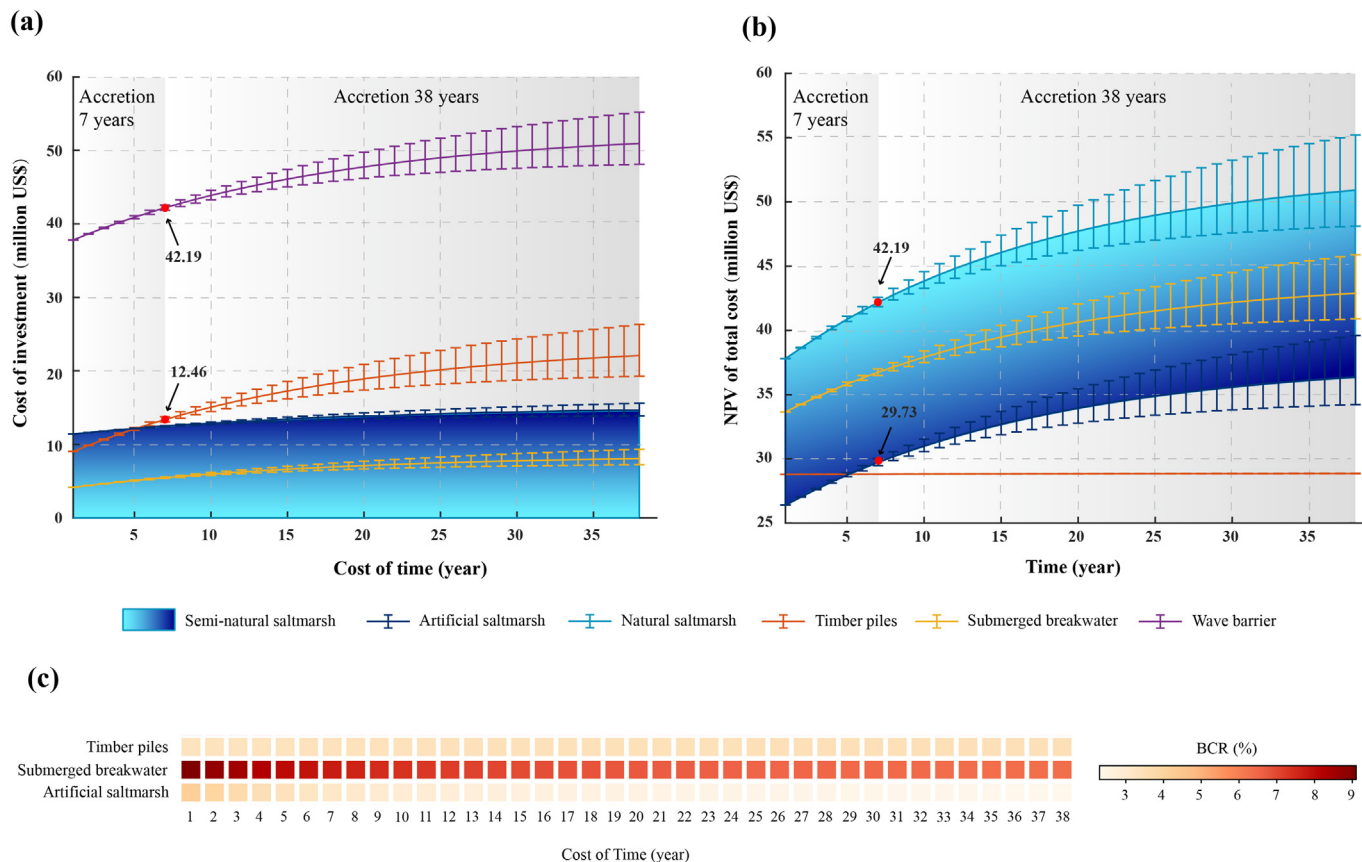 (a)
(b)
60
50
40
30
20
10
0
Accretion
7 years
Accretion 38 years
42.19
12.46
5 10 15 20 25 30 35
Cost of investment (million US$)
Cost of time (year)
60
55
50
45
40
35
30
25
Accretion
7 years
Accretion 38 years
42.19
29.73
5 10 15 20 25 30 35
NPV of total cost (million US$)
Time (year)
Semi-natural saltmarsh Artificial saltmarsh Natural saltmarsh Timber piles Submerged breakwater Wave barrier
(c)
Timber piles
Submerged breakwater
Artificial saltmarsh
1 2 3 4 5 6 7 8 9 10 11 12 13 14 15 16 17 18 19 20 21 22 23 24 25 26 27 28 29 30 31 32 33 34 35 36 37 38
Cost of Time (year)
BCR (%)
3 4 5 6 7 8 9